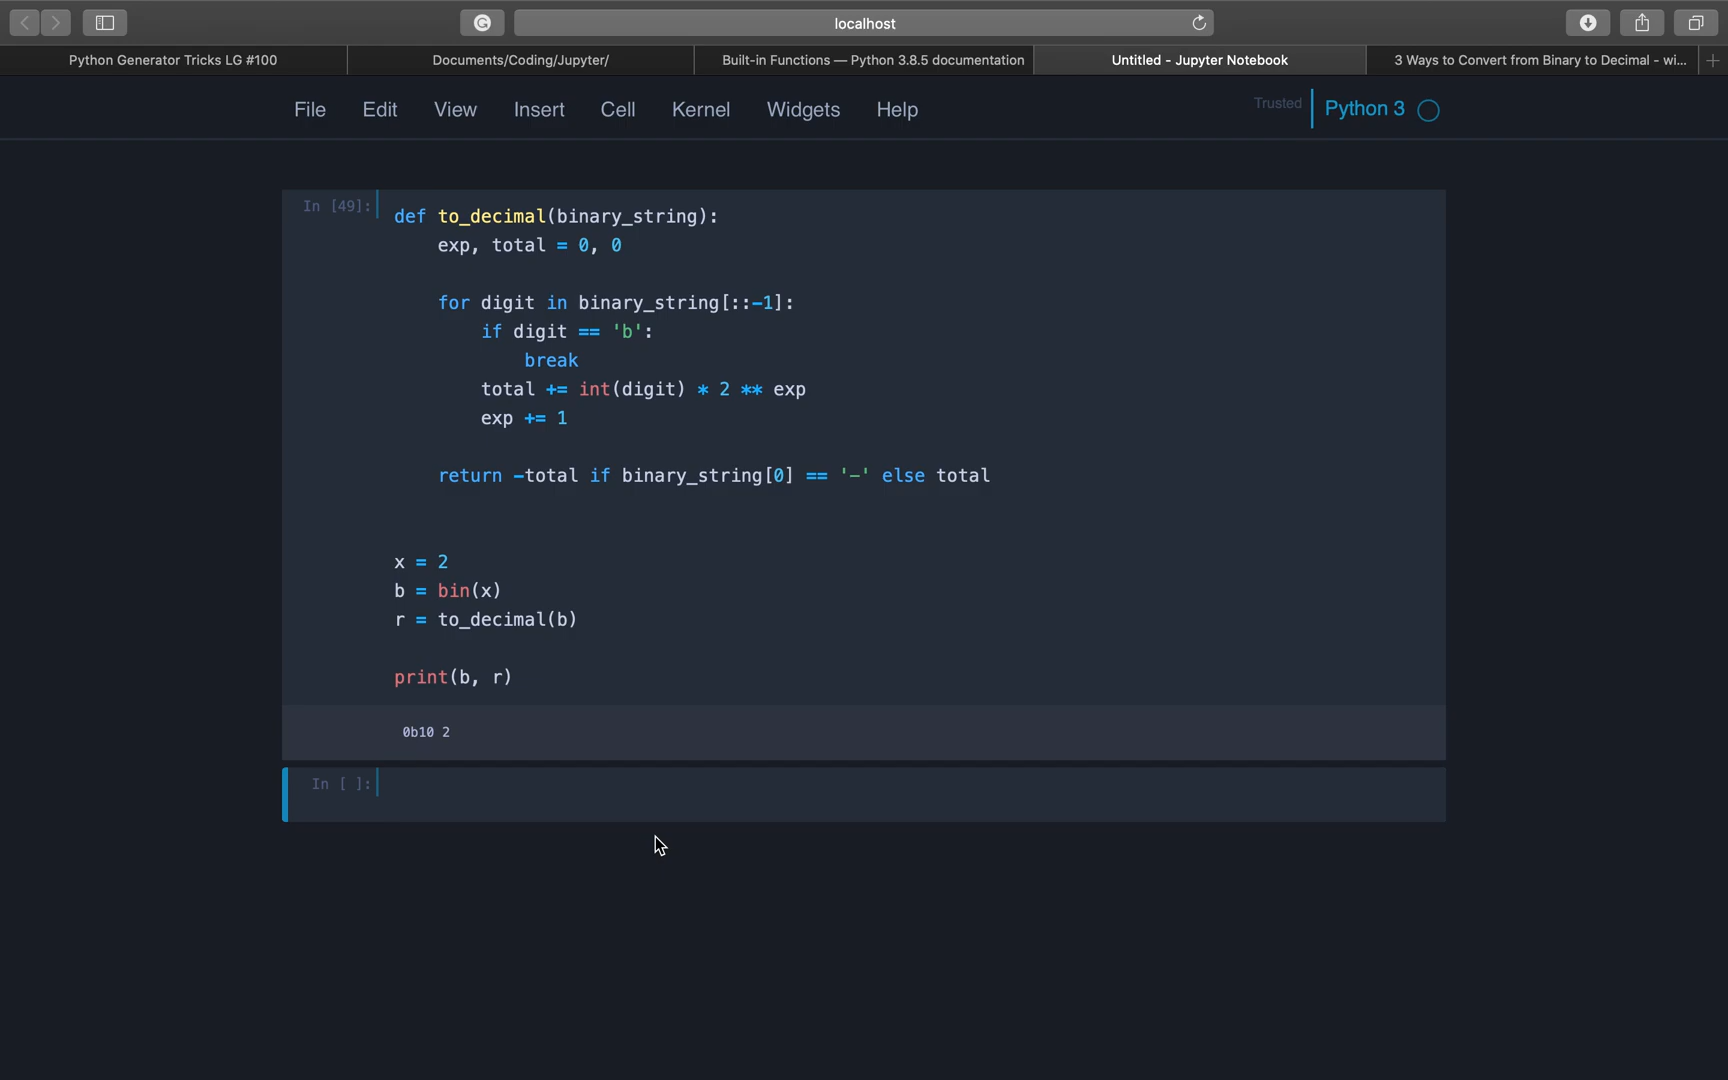 localhost
Python Generator Tricks LG #100
Documents/Coding/Jupyter/
Built-in Functions — Python 3.8.5 documentation
Untitled - Jupyter Notebook
3 Ways to Convert from Binary to Decimal - wi...
File Edit View Insert Cell Kernel Widgets Help
Trusted Python 3
In [49]:
def to_decimal(binary_string):
    exp, total = 0, 0

    for digit in binary_string[::-1]:
        if digit == 'b':
            break
        total += int(digit) * 2 ** exp
        exp += 1

    return -total if binary_string[0] == '-' else total

x = 2
b = bin(x)
r = to_decimal(b)

print(b, r)
0b10 2
In [ ]: